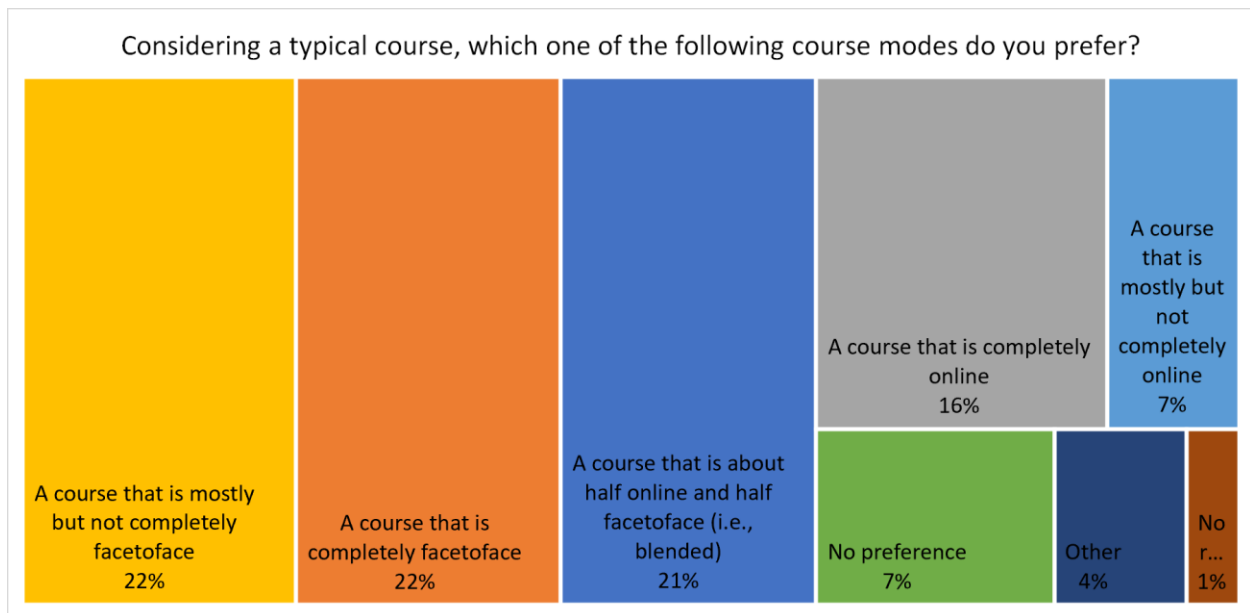 Considering a typical course, which one of the following course modes do you prefer?
A course that is mostly
but not completely
facetoface
22%
A course that is
completely facetoface
22%
A course that is about
half online and half
facetoface (i.e.,
blended)
21%
A course that is completely
online
16%
A course
that is
mostly but
not
completely
online
7%
No preference
7%
Other
4%
No
r...
1%